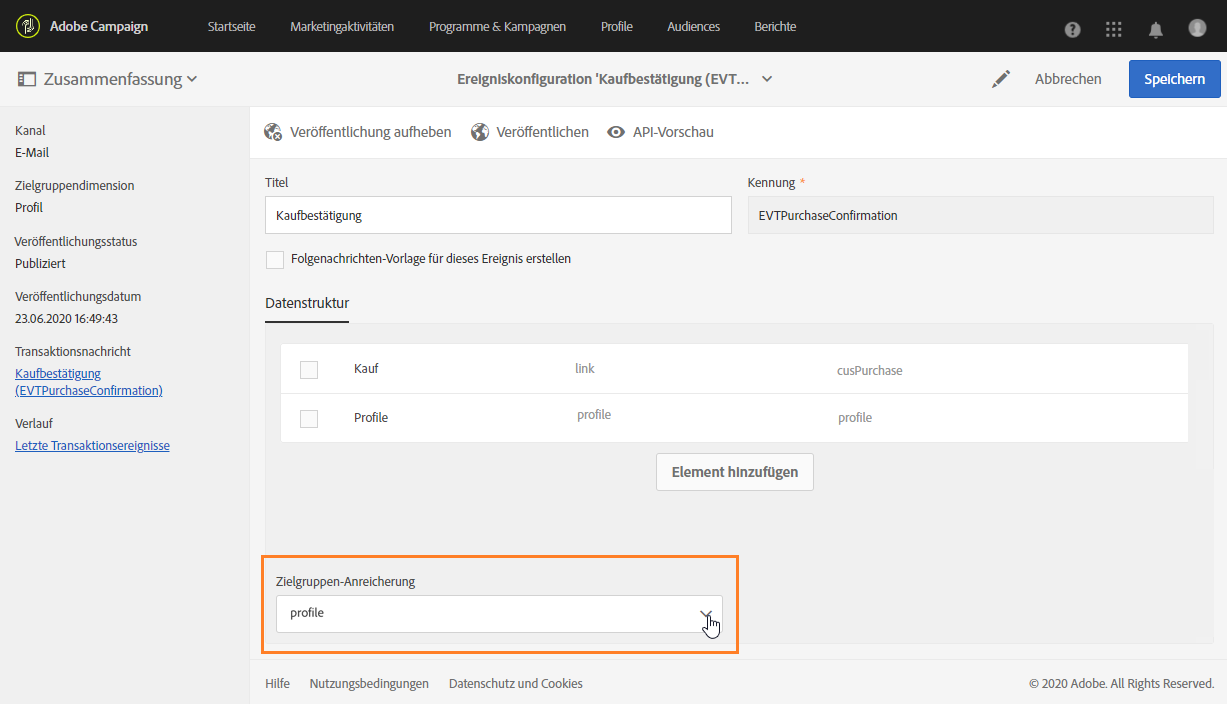 Adobe Campaign
Startseite
Marketingaktivitäten
Programme & Kampagnen
Profile
Audiences
Berichte
Zusammenfassung
Ereigniskonfiguration 'Kaufbestätigung (EVT...
Abbrechen
Speichern
Kanal
E-Mail
Zielgruppendimension
Profil
Veröffentlichungsstatus
Publiziert
Veröffentlichungsdatum
23.06.2020 16:49:43
Transaktionsnachricht
Kaufbestätigung
(EVTPurchaseConfirmation)
Verlauf
Letzte Transaktionsereignisse
Veröffentlichung aufheben
Veröffentlichen
API-Vorschau
Titel
Kennung *
Kaufbestätigung
EVTPurchaseConfirmation
Folgenachrichten-Vorlage für dieses Ereignis erstellen
Datenstruktur
Kauf link cusPurchase
Profile profile profile
Element hinzufügen
Zielgruppen-Anreicherung
profile
Hilfe Nutzungsbedingungen Datenschutz und Cookies © 2020 Adobe. All Rights Reserved.